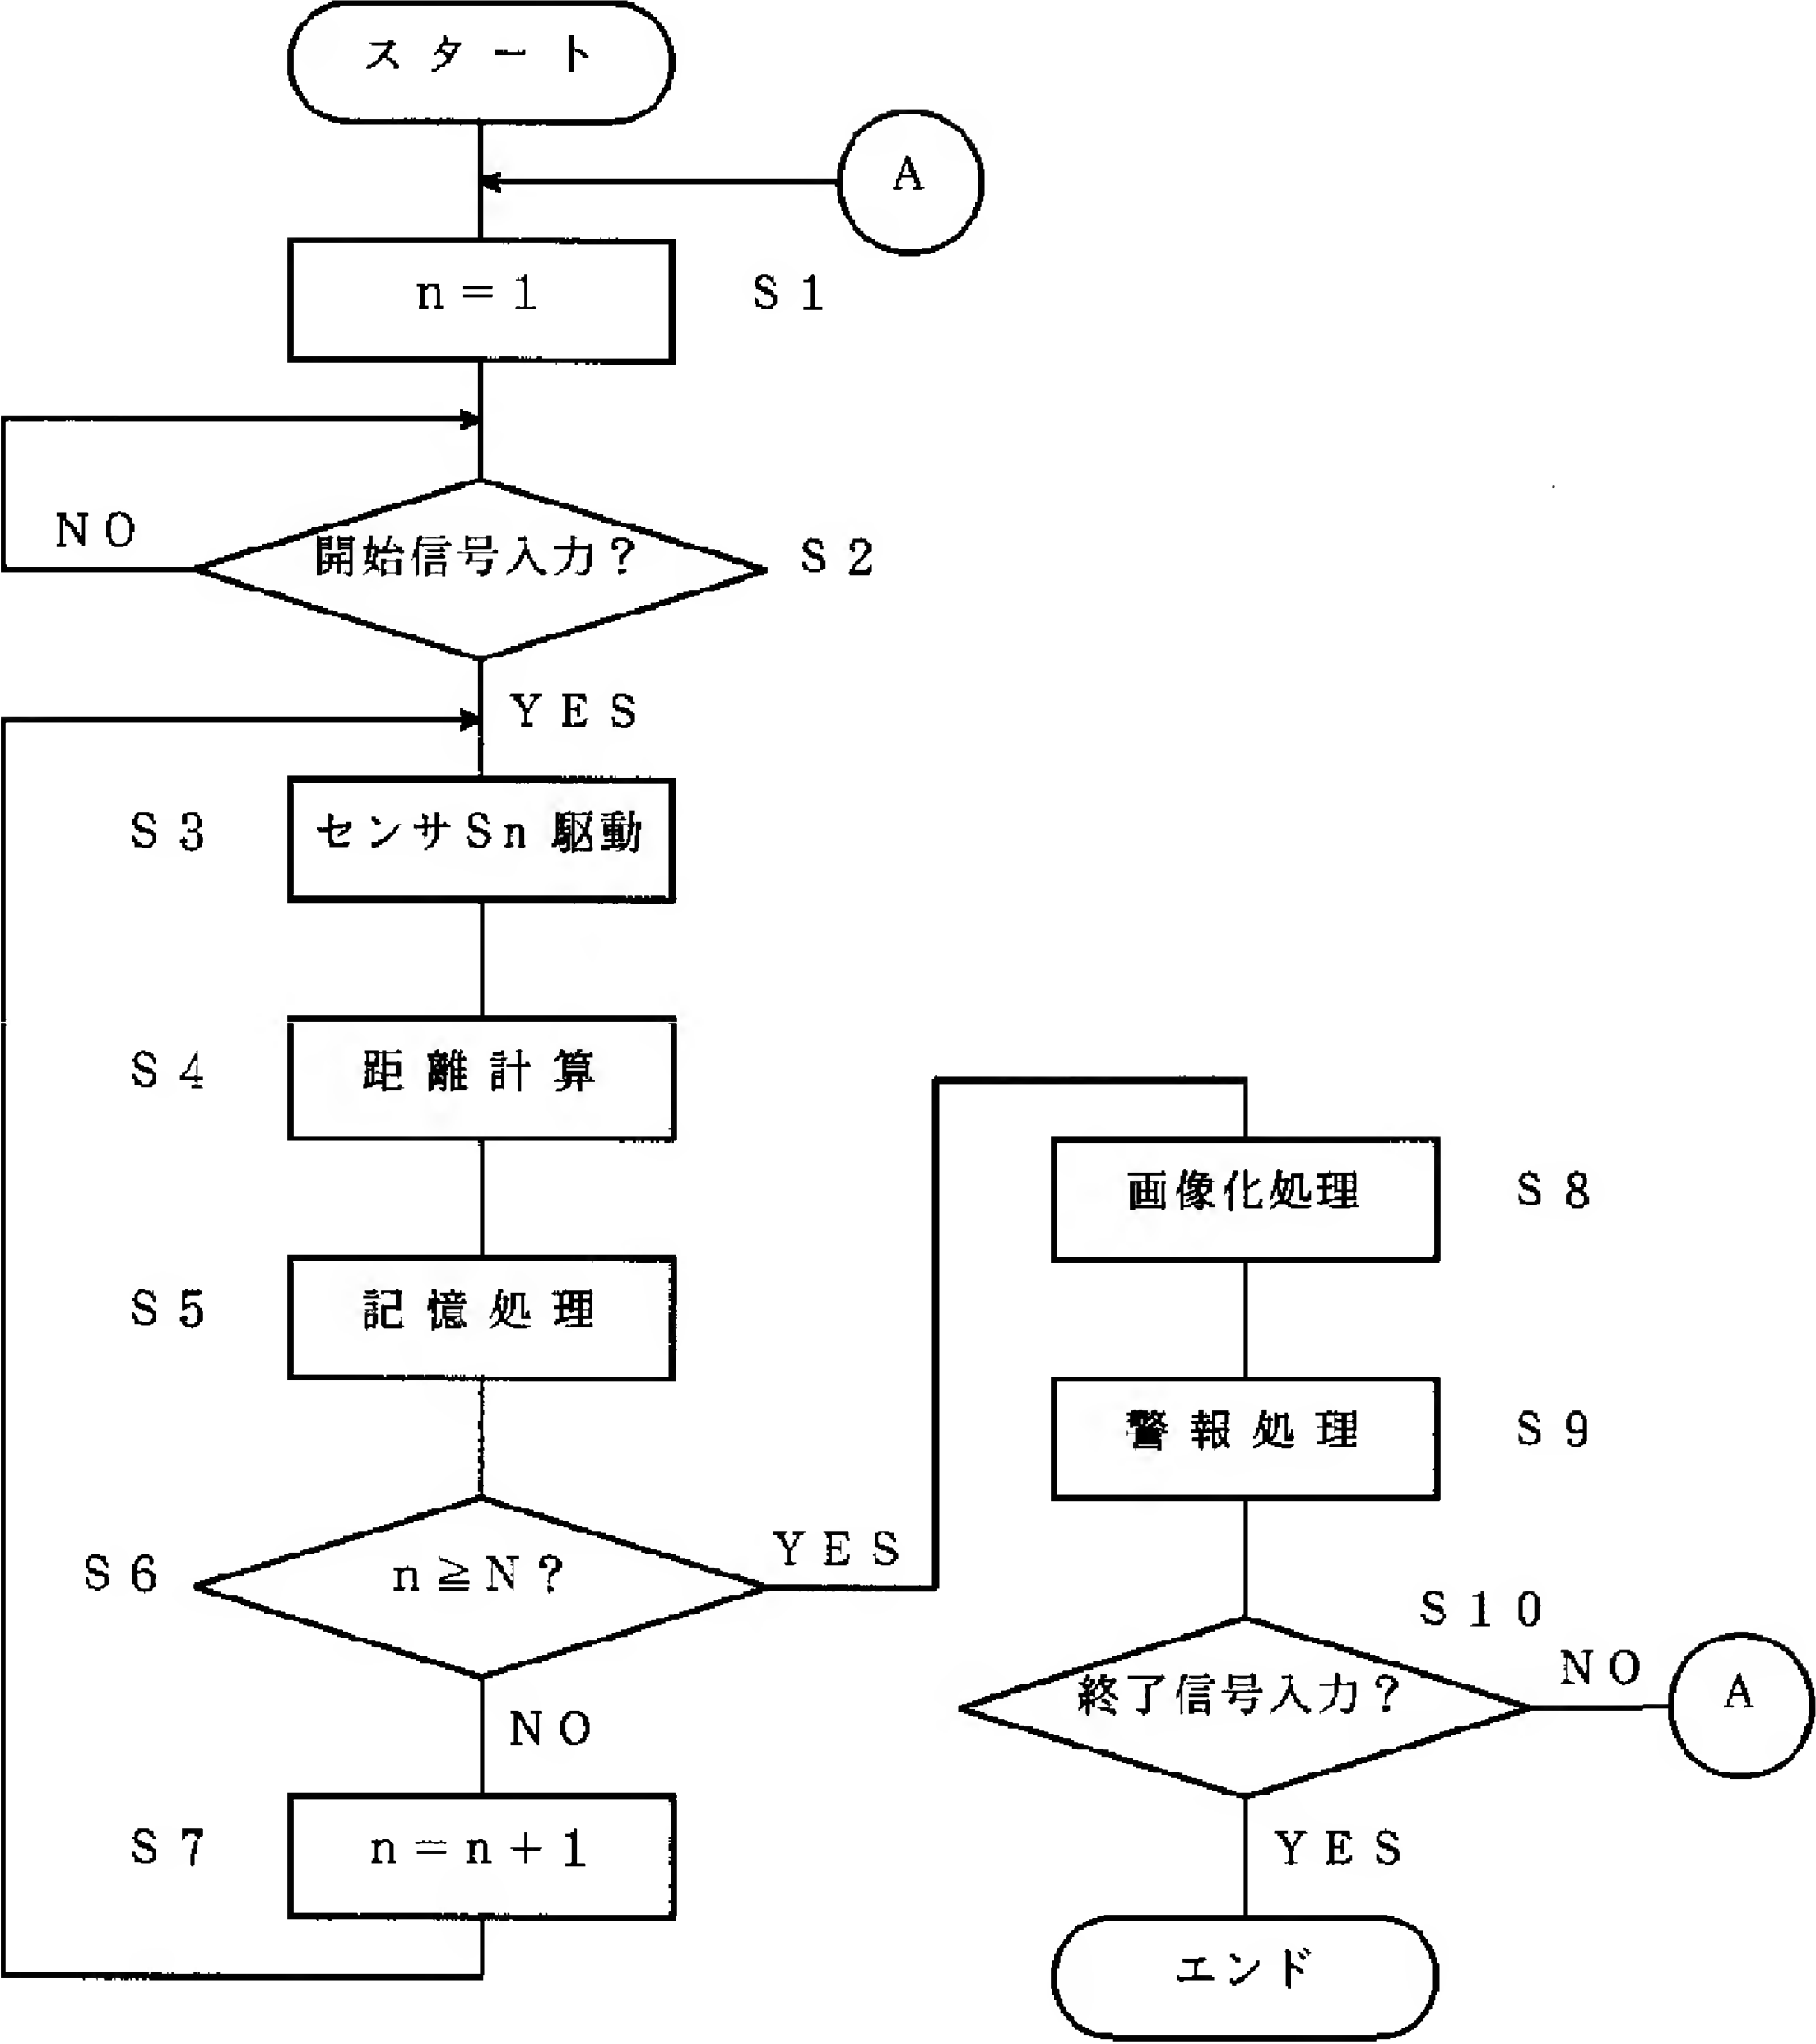 スタート
A
n=1
S1
NO
開始信号入力?
S2
YES
S3
センサSn 駆動
S4
距離計算
S5
記憶処理
S6
n≧N?
YES
NO
S7
n=n+1
画像化処理
S8
警報処理
S9
S10
終了信号入力?
NO
A
YES
エンド